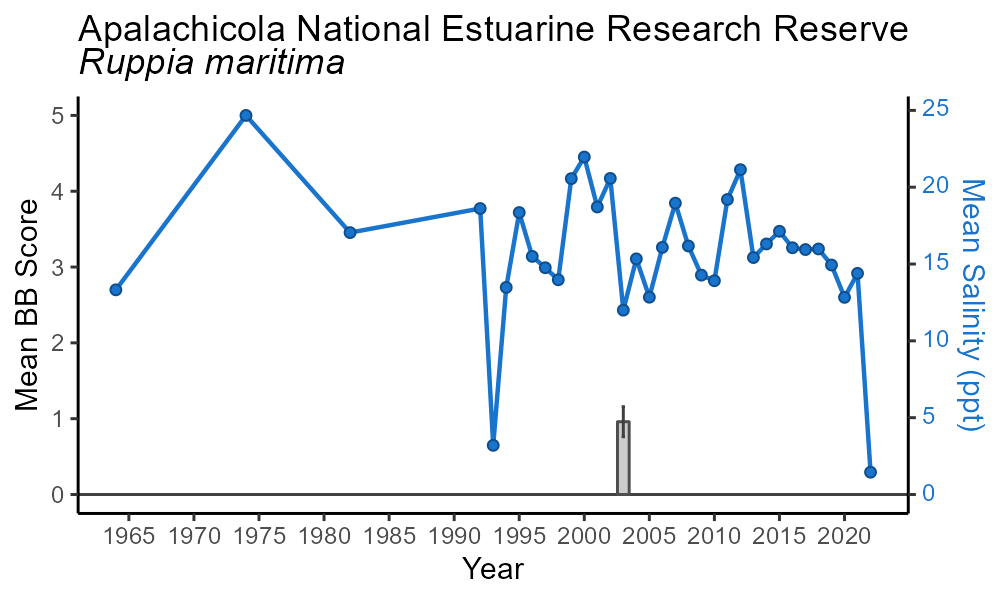 Apalachicola National Estuarine Research Reserve
Ruppia maritima
Mean BB Score
5
4
3
2
1
0
25
20
15
10
5
0
Mean Salinity (ppt)
1965 1970 1975 1980 1985 1990 1995 2000 2005 2010 2015 2020
Year